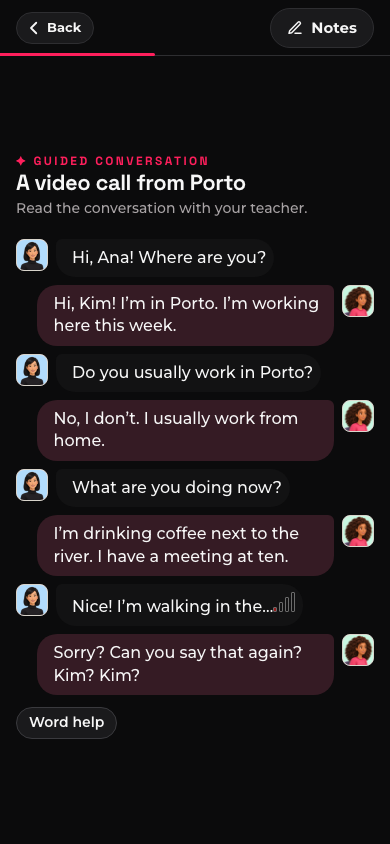 Back
Notes
GUIDED CONVERSATION
A video call from Porto
Read the conversation with your teacher.
Hi, Ana! Where are you?
Hi, Kim! I’m in Porto. I’m working
here this week.
Do you usually work in Porto?
No, I don’t. I usually work from
home.
What are you doing now?
I’m drinking coffee next to the
river. I have a meeting at ten.
Nice! I’m walking in the...
Sorry? Can you say that again?
Kim? Kim?
Word help